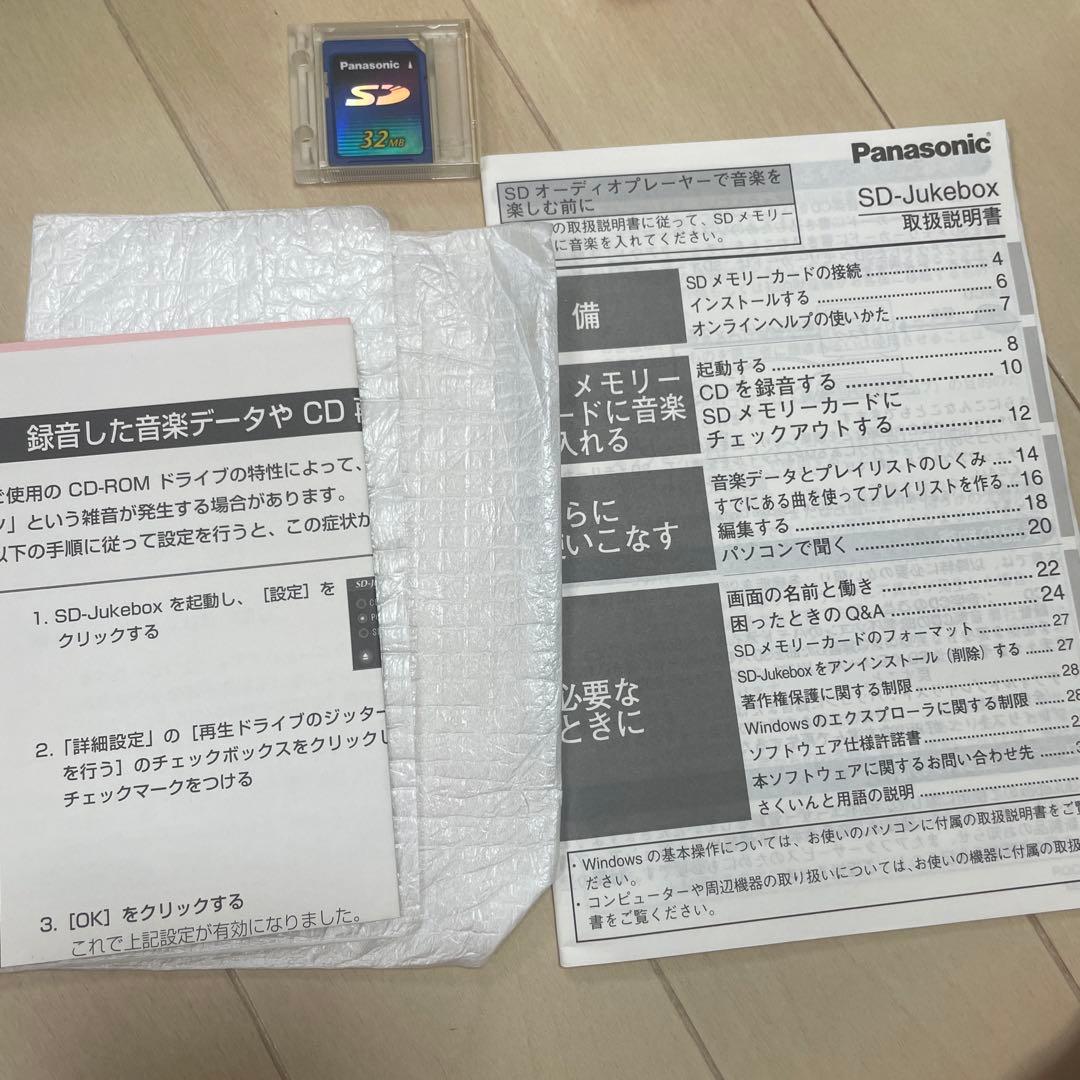 Panasonic
SD
32MB
Panasonic
SD-Jukebox
取扱説明書
SD オーディオプレーヤーで音楽を
楽しむ前に
の取扱説明書に従って、SD メモリー
に音楽を入れてください。
備
SD メモリーカードの接続 4
インストールする 6
オンラインヘルプの使いかた 7
メモリー
ードに音楽
入れる
起動する 8
CD を録音する 10
SD メモリーカードに
チェックアウトする 12
らに
いこなす
音楽データとプレイリストのしくみ 14
すでにある曲を使ってプレイリストを作る 16
編集する 18
パソコンで聞く 20
必要な
ときに
画面の名前と働き 22
困ったときの Q&A 24
SD メモリーカードのフォーマット 27
SD-Jukebox をアンインストール（削除）する 27
著作権保護に関する制限 28
Windows のエクスプローラに関する制限 28
ソフトウェア仕様許諾書 2
本ソフトウェアに関するお問い合わせ先 3
さくいんと用語の説明
・Windows の基本操作については、お使いのパソコンに付属の取扱説明書をご
ださい。
・コンピューターや周辺機器の取り扱いについては、お使いの機器に付属の取扱
書をご覧ください。
録音した音楽データや CD
使用の CD-ROM ドライブの特性によって、
」という雑音が発生する場合があります。
以下の手順に従って設定を行うと、この症状が
1. SD-Jukebox を起動し、［設定］を
クリックする
2.「詳細設定」の［再生ドライブのジッター
を行う］のチェックボックスをクリックし
チェックマークをつける
3.［OK］をクリックする
これで上記設定が有効になりました。